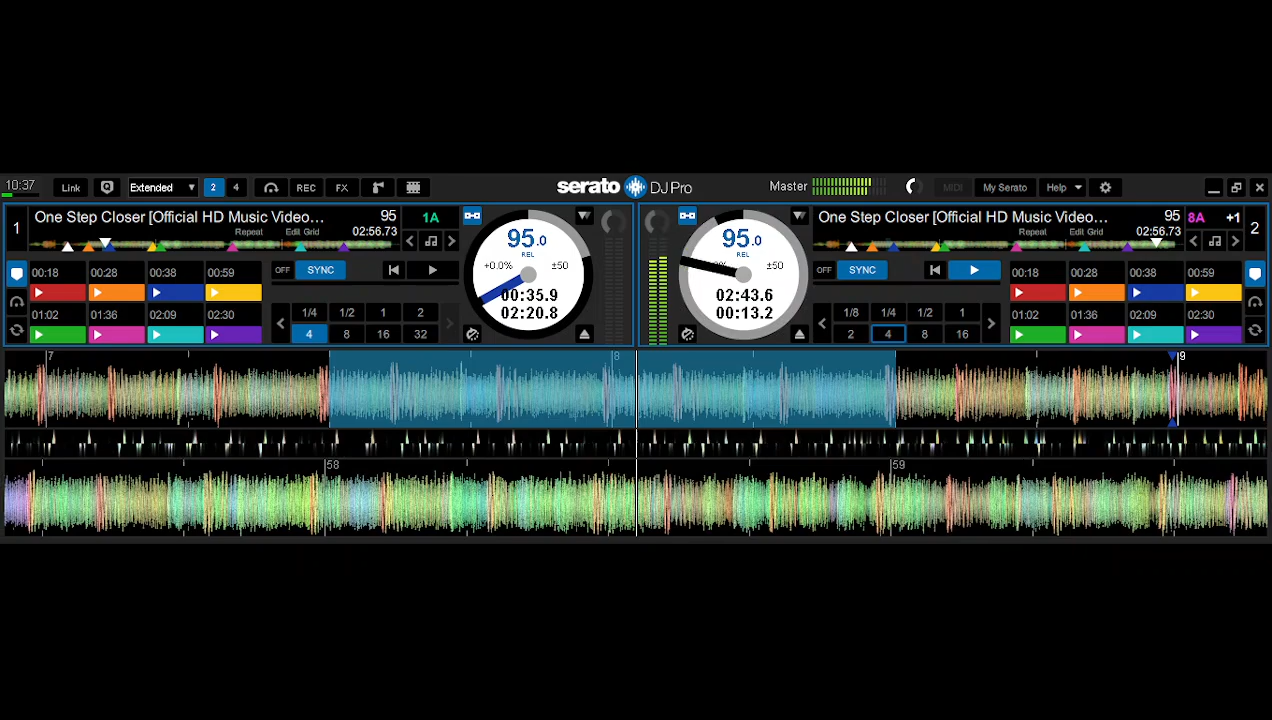 10:37 Link Extended 2 4 REC FX serato DJ Pro Master MIDI My Serato Help
1 One Step Closer [Official HD Music Video... 95 1A
Repeat Edit Grid 02:56.73
95.0
REL
+0.0% ±50
00:35.9
02:20.8
OFF SYNC
00:18 00:28 00:38 00:59
01:02 01:36 02:09 02:30
1/4 1/2 1 2
4 8 16 32
One Step Closer [Official HD Music Video... 95 8A +1 2
Repeat Edit Grid 02:56.73
95.0
REL
±50
02:43.6
00:13.2
OFF SYNC
1/8 1/4 1/2 1
2 4 8 16
00:18 00:28 00:38 00:59
01:02 01:36 02:09 02:30
7 8 9
58 59